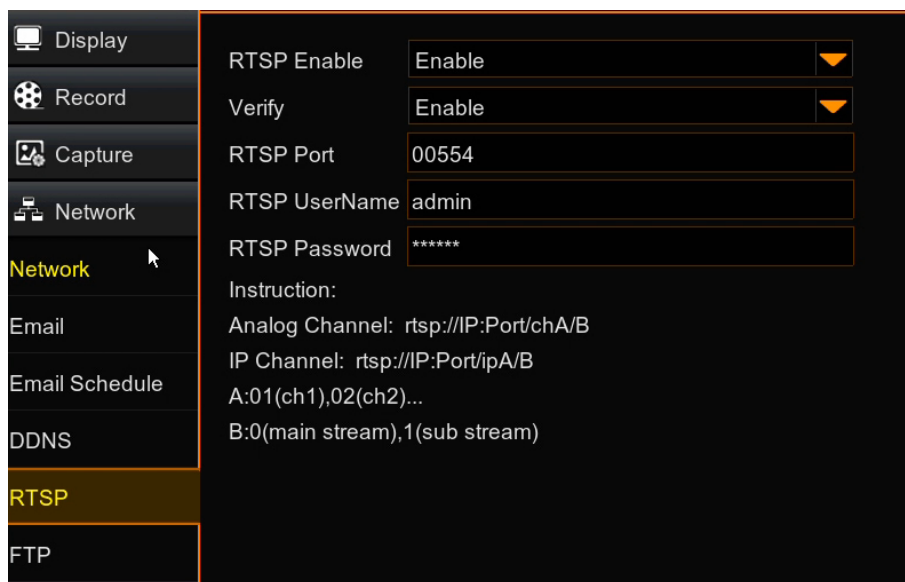 Display
Record
Capture
Network
Network
Email
Email Schedule
DDNS
RTSP
FTP
RTSP Enable Enable
Verify Enable
RTSP Port 00554
RTSP UserName admin
RTSP Password ******
Instruction:
Analog Channel: rtsp://IP:Port/chA/B
IP Channel: rtsp://IP:Port/ipA/B
A:01(ch1),02(ch2)...
B:0(main stream),1(sub stream)